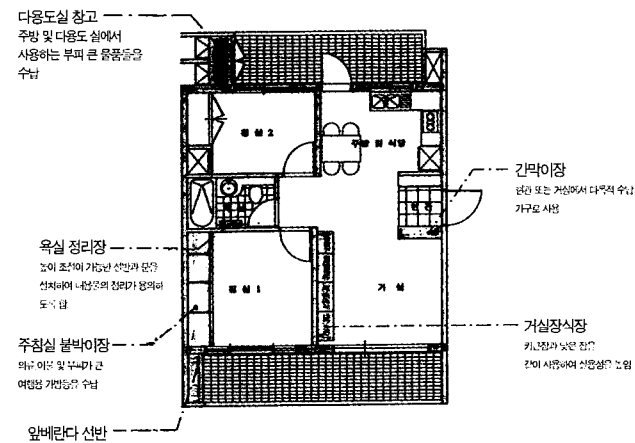 다용도실 창고
주방 및 다용도 실에서
사용하는 부피 큰 물품들을
수납
침실 2
주방 및 식당
현관
간막이장
현관 또는 거실에서 다목적 수납
가구로 사용
욕실 정리장
높이 조절이 가능한 선반과 문을
설치하여 내용물의 정리가 용의하
도록 함
침실 1
거 실
거실장식장
키큰장과 낮은 장을
같이 사용하여 실용성을 높임
주침실 붙박이장
의류 이불 및 부피가 큰
여행용 가방등을 수납
앞베란다 선반